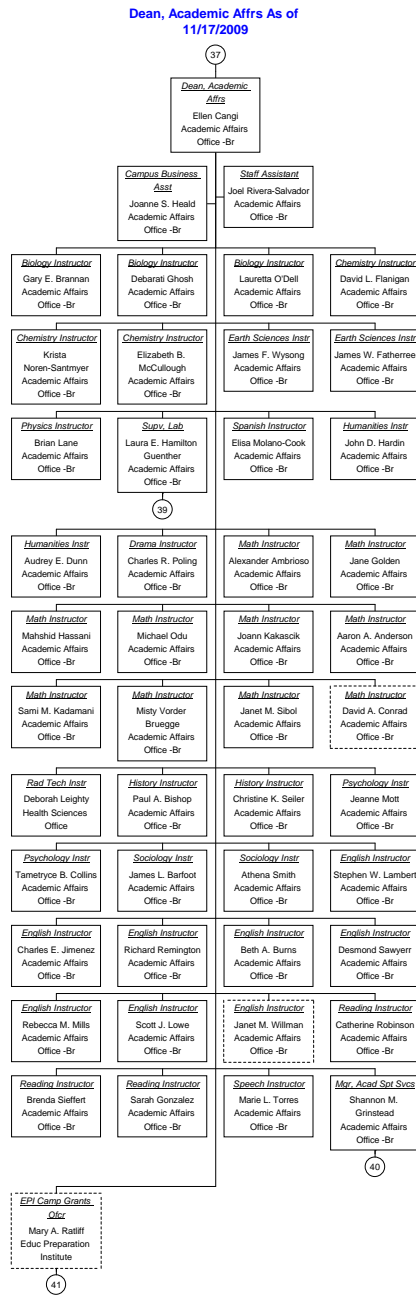 Dean, Academic Affrs As of
11/17/2009
37
Dean, Academic
Affrs
Ellen Cangi
Academic Affairs
Office -Br
Campus Business
Asst
Joanne S. Heald
Academic Affairs
Office -Br
Staff Assistant
Joel Rivera-Salvador
Academic Affairs
Office -Br
Biology Instructor
Gary E. Brannan
Academic Affairs
Office -Br
Biology Instructor
Debarati Ghosh
Academic Affairs
Office -Br
Biology Instructor
Lauretta O'Dell
Academic Affairs
Office -Br
Chemistry Instructor
David L. Flanigan
Academic Affairs
Office -Br
Chemistry Instructor
Krista
Noren-Santmyer
Academic Affairs
Office -Br
Chemistry Instructor
Elizabeth B.
McCullough
Academic Affairs
Office -Br
Earth Sciences Instr
James F. Wysong
Academic Affairs
Office -Br
Earth Sciences Instr
James W. Fatherree
Academic Affairs
Office -Br
Physics Instructor
Brian Lane
Academic Affairs
Office -Br
Supv, Lab
Laura E. Hamilton
Guenther
Academic Affairs
Office -Br
39
Spanish Instructor
Elisa Molano-Cook
Academic Affairs
Office -Br
Humanities Instr
John D. Hardin
Academic Affairs
Office -Br
Humanities Instr
Audrey E. Dunn
Academic Affairs
Office -Br
Drama Instructor
Charles R. Poling
Academic Affairs
Office -Br
Math Instructor
Alexander Ambrioso
Academic Affairs
Office -Br
Math Instructor
Jane Golden
Academic Affairs
Office -Br
Math Instructor
Mahshid Hassani
Academic Affairs
Office -Br
Math Instructor
Michael Odu
Academic Affairs
Office -Br
Math Instructor
Joann Kakascik
Academic Affairs
Office -Br
Math Instructor
Aaron A. Anderson
Academic Affairs
Office -Br
Math Instructor
Sami M. Kadamani
Academic Affairs
Office -Br
Math Instructor
Misty Vorder
Bruegge
Academic Affairs
Office -Br
Math Instructor
Janet M. Sibol
Academic Affairs
Office -Br
Math Instructor
David A. Conrad
Academic Affairs
Office -Br
Rad Tech Instr
Deborah Leighty
Health Sciences
Office
History Instructor
Paul A. Bishop
Academic Affairs
Office -Br
History Instructor
Christine K. Seiler
Academic Affairs
Office -Br
Psychology Instr
Jeanne Mott
Academic Affairs
Office -Br
Psychology Instr
Tametryce B. Collins
Academic Affairs
Office -Br
Sociology Instr
James L. Barfoot
Academic Affairs
Office -Br
Sociology Instr
Athena Smith
Academic Affairs
Office -Br
English Instructor
Stephen W. Lambert
Academic Affairs
Office -Br
English Instructor
Charles E. Jimenez
Academic Affairs
Office -Br
English Instructor
Richard Remington
Academic Affairs
Office -Br
English Instructor
Beth A. Burns
Academic Affairs
Office -Br
English Instructor
Desmond Sawyerr
Academic Affairs
Office -Br
English Instructor
Rebecca M. Mills
Academic Affairs
Office -Br
English Instructor
Scott J. Lowe
Academic Affairs
Office -Br
English Instructor
Janet M. Willman
Academic Affairs
Office -Br
Reading Instructor
Catherine Robinson
Academic Affairs
Office -Br
Reading Instructor
Brenda Sieffert
Academic Affairs
Office -Br
Reading Instructor
Sarah Gonzalez
Academic Affairs
Office -Br
Speech Instructor
Marie L. Torres
Academic Affairs
Office -Br
Mgr, Acad Spt Svcs
Shannon M.
Grinstead
Academic Affairs
Office -Br
40
EPI Camp Grants
Ofcr
Mary A. Ratliff
Educ Preparation
Institute
41